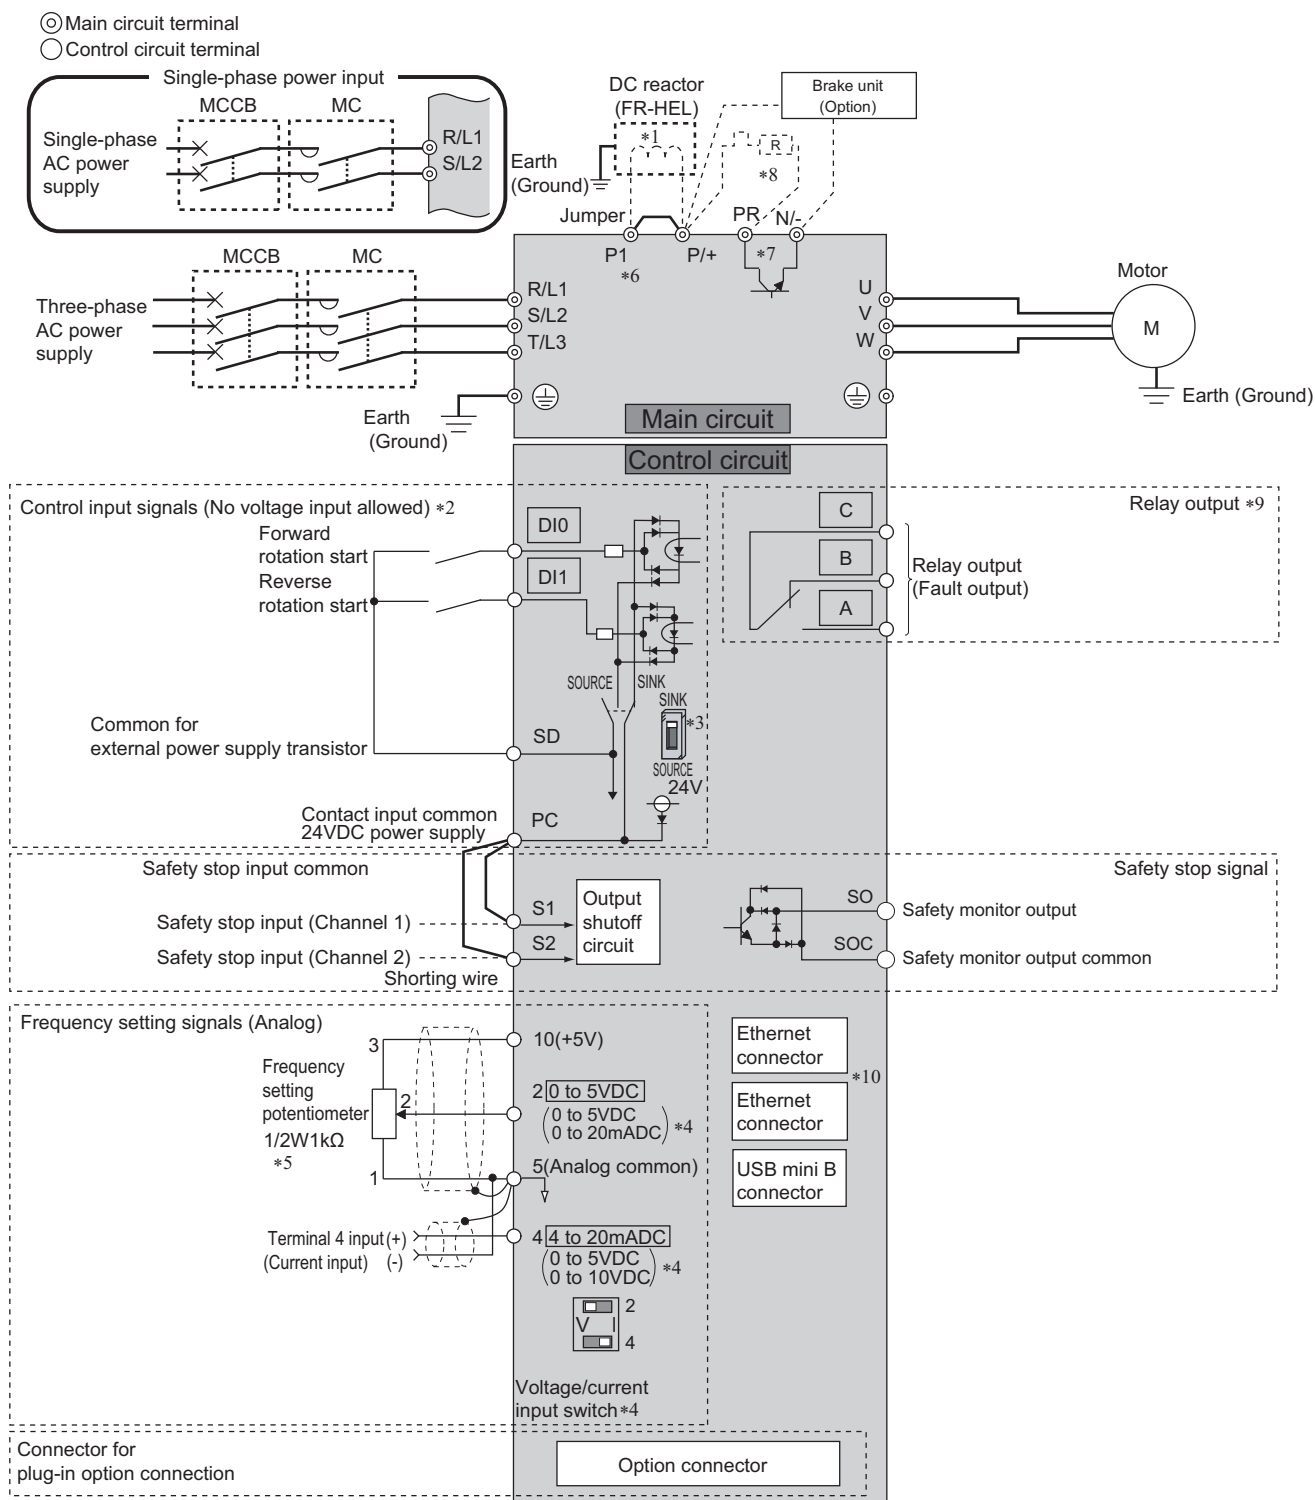 Main circuit terminal
Control circuit terminal
Single-phase power input
MCCB
MC
Single-phase
AC power
supply
R/L1
S/L2
Earth
(Ground)
DC reactor
(FR-HEL)
*1
Brake unit
(Option)
R
*8
Jumper
PR
N/-
P1
*6
P/+
*7
MCCB
MC
Three-phase
AC power
supply
R/L1
S/L2
T/L3
U
V
W
Motor
M
Earth (Ground)
Earth
(Ground)
Main circuit
Control circuit
Control input signals (No voltage input allowed) *2
Forward
rotation start
Reverse
rotation start
DI0
DI1
SOURCE
SINK
SINK
*3
SOURCE
24V
Common for
external power supply transistor
SD
Contact input common
24VDC power supply
PC
Relay output *9
C
B
A
Relay output
(Fault output)
Safety stop input common
Safety stop signal
Safety stop input (Channel 1)
S1
Safety stop input (Channel 2)
S2
Shorting wire
Output
shutoff
circuit
SO
Safety monitor output
SOC
Safety monitor output common
Frequency setting signals (Analog)
3
10(+5V)
Frequency
setting
potentiometer
1/2W1kΩ
*5
2
2 0 to 5VDC
(0 to 5VDC
0 to 20mADC) *4
1
5(Analog common)
Terminal 4 input (+)
(Current input) (-)
4 4 to 20mADC
(0 to 5VDC
0 to 10VDC) *4
2
V I
4
Voltage/current
input switch*4
Ethernet
connector
*10
Ethernet
connector
USB mini B
connector
Connector for
plug-in option connection
Option connector